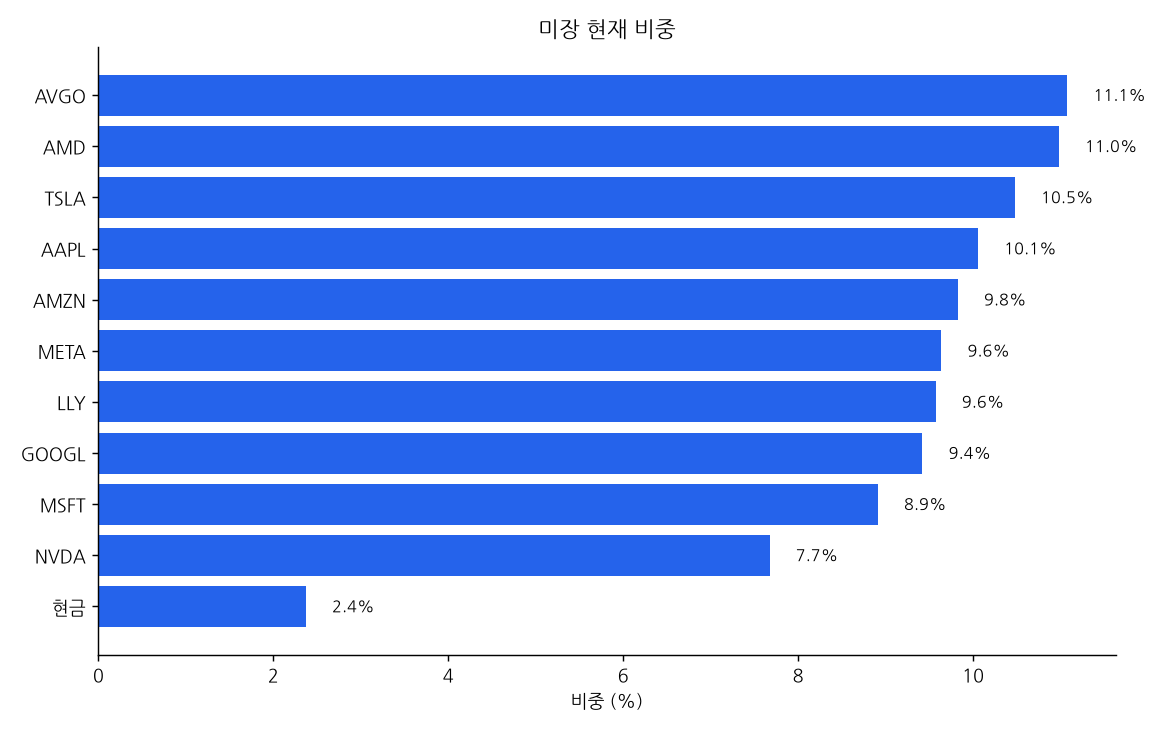 미장 현재 비중
AVGO 11.1%
AMD 11.0%
TSLA 10.5%
AAPL 10.1%
AMZN 9.8%
META 9.6%
LLY 9.6%
GOOGL 9.4%
MSFT 8.9%
NVDA 7.7%
현금 2.4%
0 2 4 6 8 10
비중 (%)